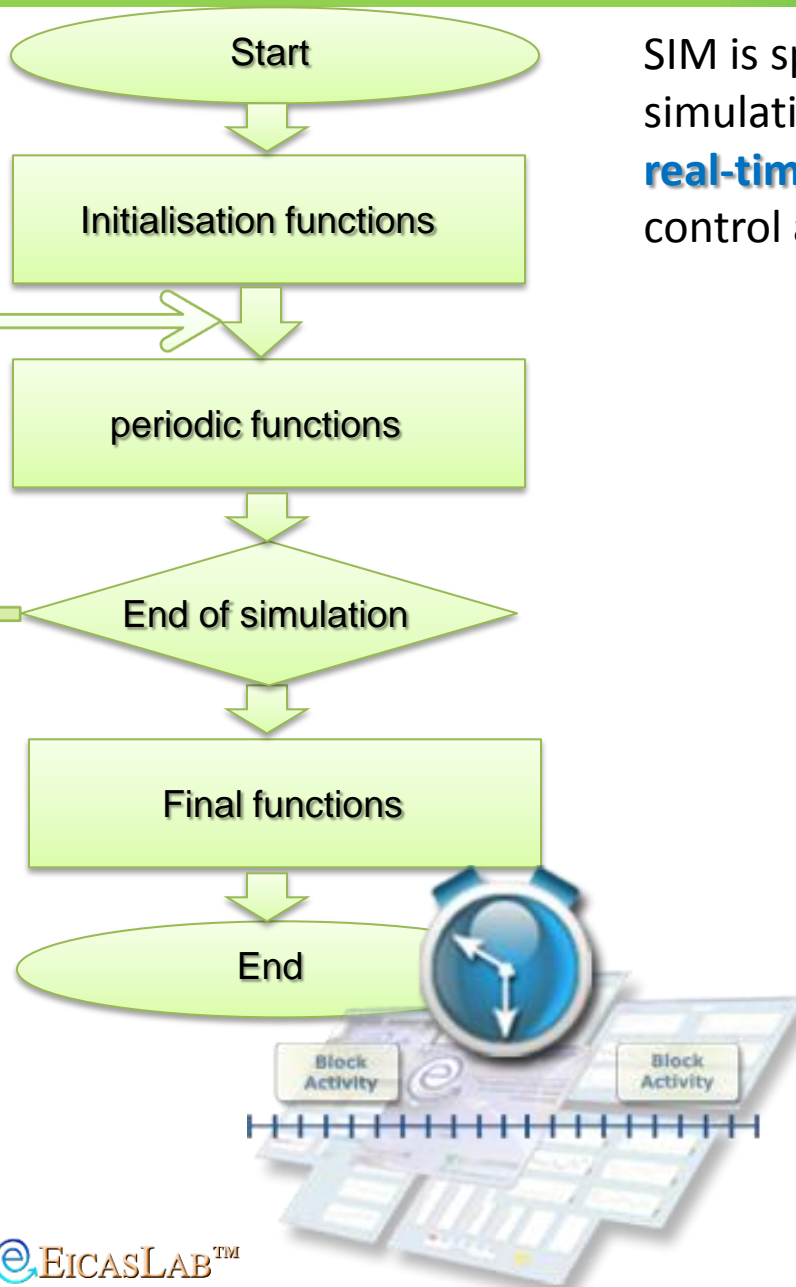 Start
SIM is sp
simulati
real-tim
control a
Initialisation functions
periodic functions
End of simulation
Final functions
End
Block
Activity
Block
Activity
EICASLAB™